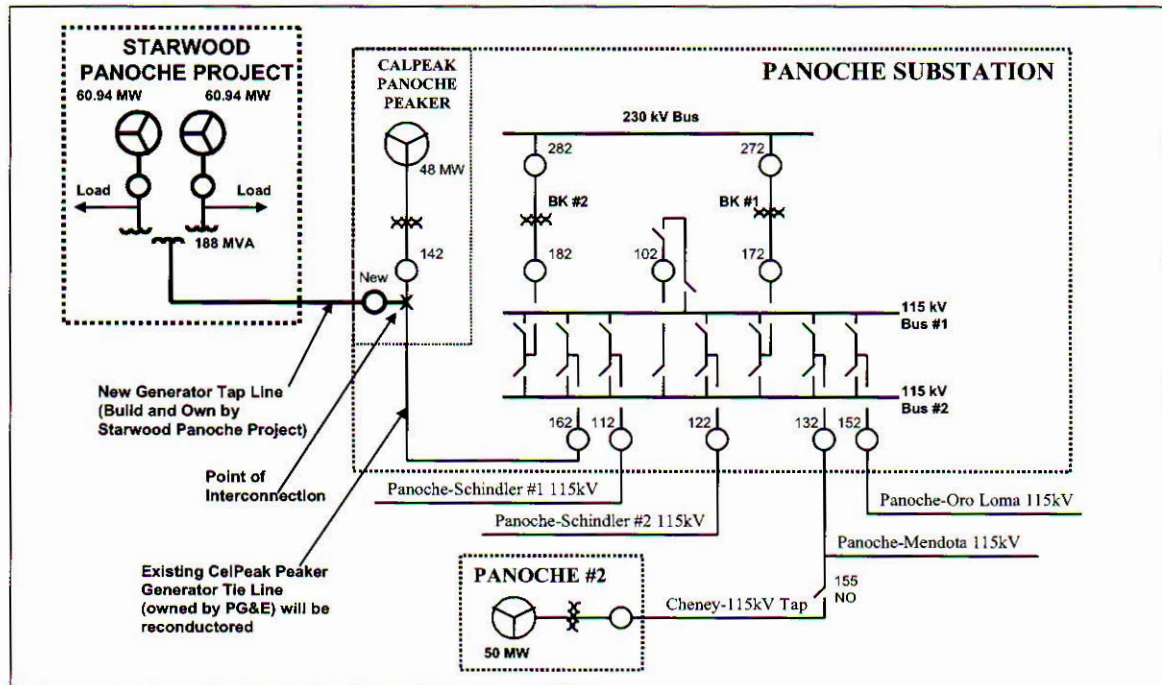 STARWOOD
PANOCHE PROJECT
60.94 MW
60.94 MW
Load
Load
188 MVA
CALPEAK
PANOCHE
PEAKER
48 MW
142
New
PANOCHE SUBSTATION
230 kV Bus
282
272
BK #2
BK #1
182
102
172
115 kV
Bus #1
115 kV
Bus #2
162
112
122
132
152
New Generator Tap Line
(Build and Own by
Starwood Panoche Project)
Point of
Interconnection
Existing CelPeak Peaker
Generator Tie Line
(owned by PG&E) will be
reconductored
Panoche-Schindler #1 115kV
Panoche-Schindler #2 115kV
Panoche-Oro Loma 115kV
Panoche-Mendota 115kV
155
NO
Cheney-115kV Tap
PANOCHE #2
50 MW